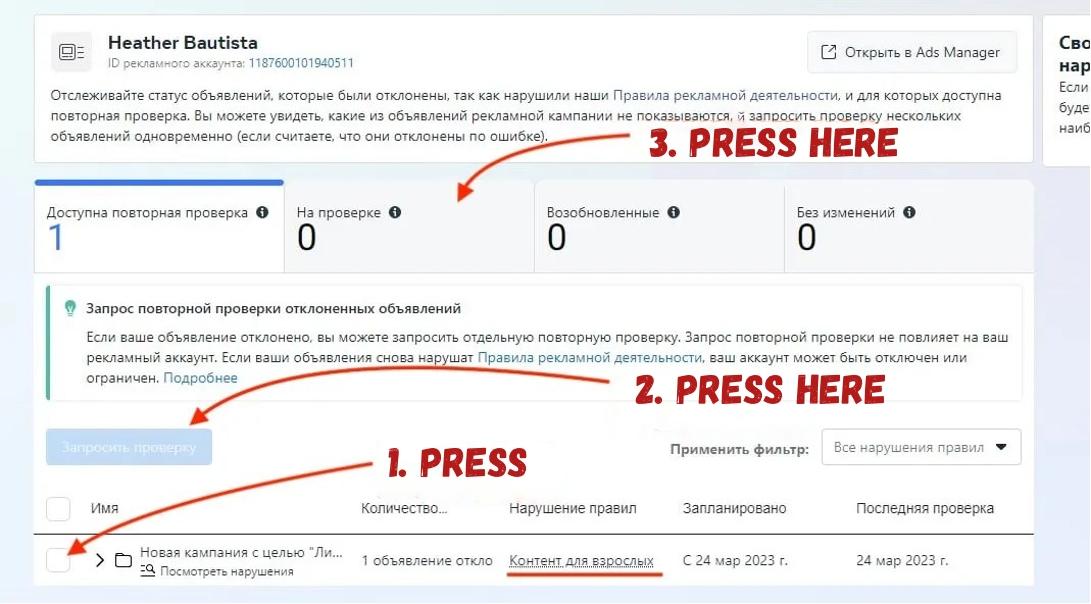 Heather Bautista
ID рекламного аккаунта: 1187600101940511
Открыть в Ads Manager
Отслеживайте статус объявлений, которые были отклонены, так как нарушили наши Правила рекламной деятельности, и для которых доступна
повторная проверка. Вы можете увидеть, какие из объявлений рекламной кампании не показываются, й запросить проверку нескольких
объявлений одновременно (если считаете, что они отклонены по ошибке).
3. PRESS HERE
Сво
нар
Если
буде
наиб
Доступна повторная проверка
1
На проверке
0
Возобновленные
0
Без изменений
0
Запрос повторной проверки отклоненных объявлений
Если ваше объявление отклонено, вы можете запросить отдельную повторную проверку. Запрос повторной проверки не повлияет на ваш
рекламный аккаунт. Если ваши объявления снова нарушат Правила рекламной деятельности, ваш аккаунт может быть отключен или
ограничен. Подробнее
2. PRESS HERE
Запросить проверку
Применить фильтр:
Все нарушения правил
1. PRESS
Имя
Количество...
Нарушение правил
Запланировано
Последняя проверка
Новая кампания с целью "Ли...
Посмотреть нарушения
1 объявление откло
Контент для взрослых
С 24 мар 2023 г.
24 мар 2023 г.